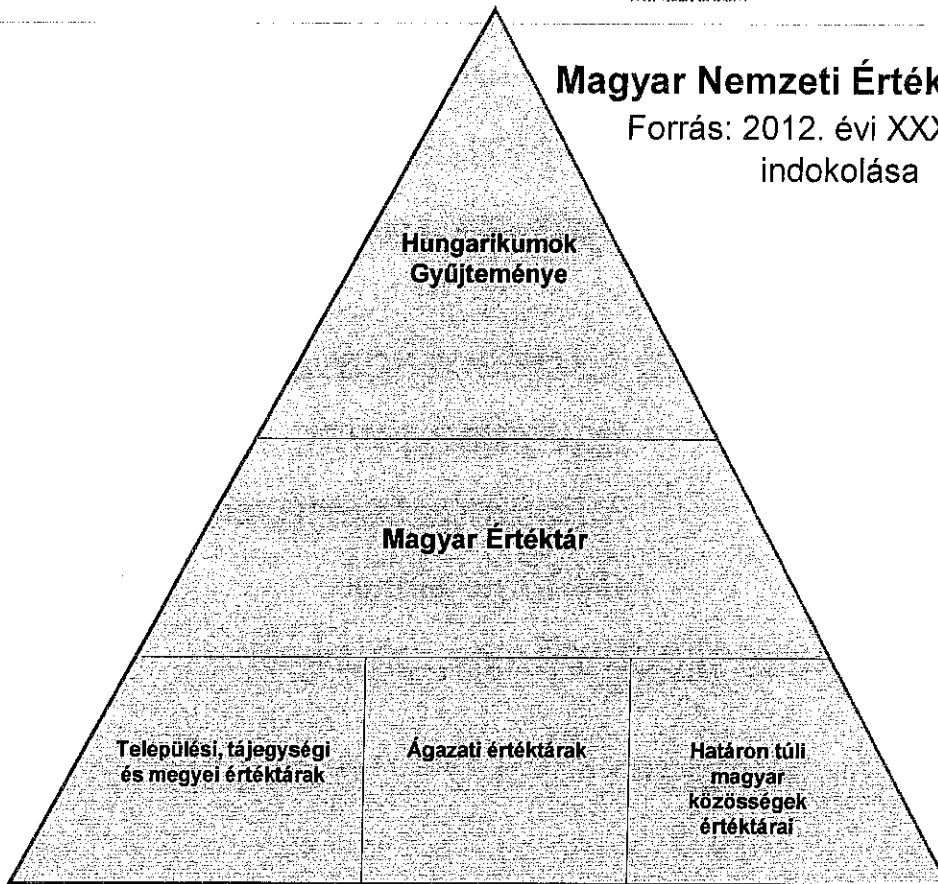 Magyar Nemzeti Érték
Forrás: 2012. évi XXX
indokolása
Hungarikumok
Gyűjteménye
Magyar Értéktár
Települési, tájegységi
és megyei értéktárak
Ágazati értéktárak
Határon túli
magyar
közösségek
értéktárai